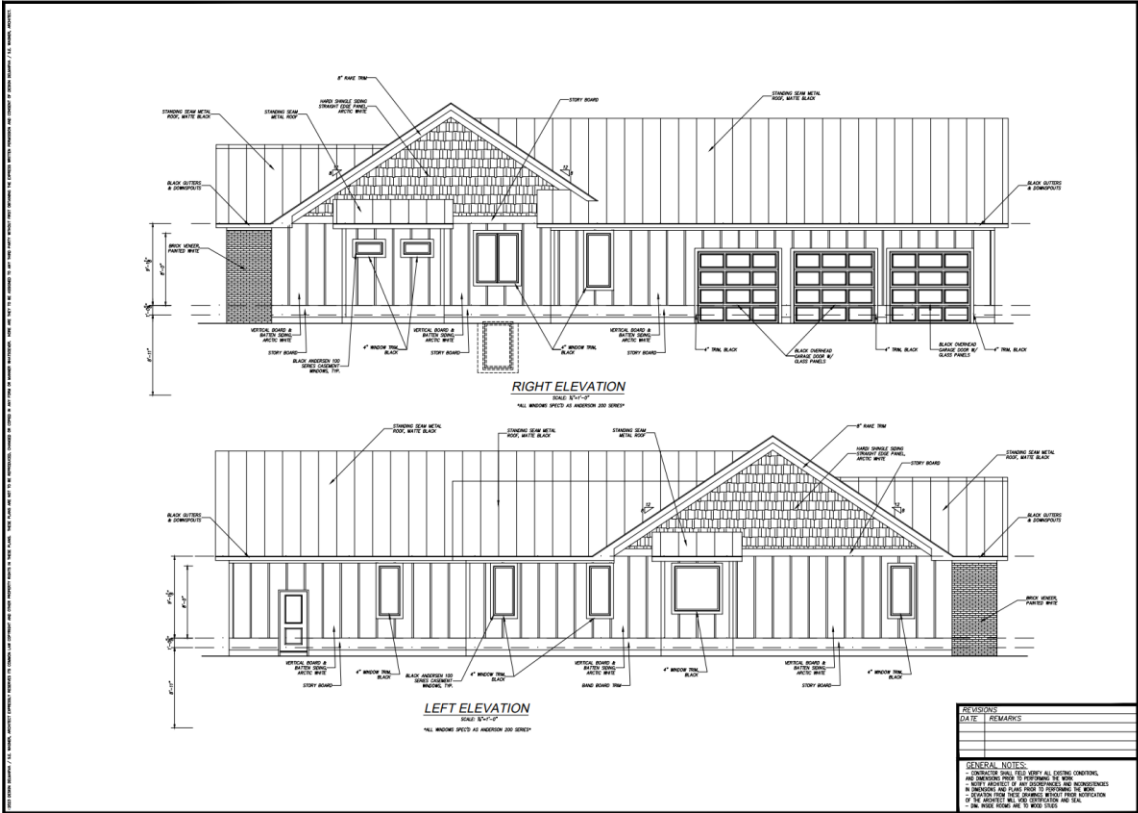 8" RAKE TRIM
HARDI SHINGLE SIDING
STRAIGHT EDGE PANEL,
ARCTIC WHITE
STORY BOARD
STANDING SEAM METAL
ROOF, MATTE BLACK
STANDING SEAM METAL
ROOF, MATTE BLACK
STANDING SEAM
METAL ROOF
12
12
BLACK GUTTERS
& DOWNSPOUTS
BLACK GUTTERS
& DOWNSPOUTS
BRICK VENEER,
PAINTED WHITE
VERTICAL BOARD &
BATTEN SIDING,
ARCTIC WHITE
STORY BOARD
BLACK ANDERSEN 100
SERIES CASEMENT
WINDOWS, TYP.
4" WINDOW TRIM,
BLACK
VERTICAL BOARD &
BATTEN SIDING,
ARCTIC WHITE
STORY BOARD
4" WINDOW TRIM,
BLACK
VERTICAL BOARD &
BATTEN SIDING,
ARCTIC WHITE
STORY BOARD
4" TRIM, BLACK
BLACK OVERHEAD
GARAGE DOOR W/
GLASS PANELS
4" TRIM, BLACK
BLACK OVERHEAD
GARAGE DOOR W/
GLASS PANELS
4" TRIM, BLACK
RIGHT ELEVATION
*ALL WINDOWS SPEC'D AS ANDERSON 200 SERIES*
STANDING SEAM METAL
ROOF, MATTE BLACK
STANDING SEAM METAL
ROOF, MATTE BLACK
STANDING SEAM
METAL ROOF
8" RAKE TRIM
HARDI SHINGLE SIDING
STRAIGHT EDGE PANEL,
ARCTIC WHITE
STORY BOARD
STANDING SEAM METAL
ROOF, MATTE BLACK
12
12
BLACK GUTTERS
& DOWNSPOUTS
BLACK GUTTERS
& DOWNSPOUTS
BRICK VENEER,
PAINTED WHITE
VERTICAL BOARD &
BATTEN SIDING,
ARCTIC WHITE
STORY BOARD
4" WINDOW TRIM,
BLACK
BLACK ANDERSEN 100
SERIES CASEMENT
WINDOWS, TYP.
4" WINDOW TRIM,
BLACK
VERTICAL BOARD &
BATTEN SIDING,
ARCTIC WHITE
BAND BOARD TRIM
4" WINDOW TRIM,
BLACK
VERTICAL BOARD &
BATTEN SIDING,
ARCTIC WHITE
STORY BOARD
4" WINDOW TRIM,
BLACK
LEFT ELEVATION
*ALL WINDOWS SPEC'D AS ANDERSON 200 SERIES*
REVISIONS
DATE REMARKS
GENERAL NOTES:
- CONTRACTOR SHALL FIELD VERIFY ALL EXISTING CONDITIONS,
AND DIMENSIONS PRIOR TO PERFORMING THE WORK
- NOTIFY ARCHITECT OF ANY DISCREPANCIES AND INCONSISTENCIES
IN DIMENSIONS AND PLANS PRIOR TO PERFORMING THE WORK
- DEVIATION FROM THESE DRAWINGS WITHOUT PRIOR NOTIFICATION
OF THE ARCHITECT WILL VOID CERTIFICATION AND SEAL
- DIM. INSIDE ROOMS ARE TO WOOD STUDS